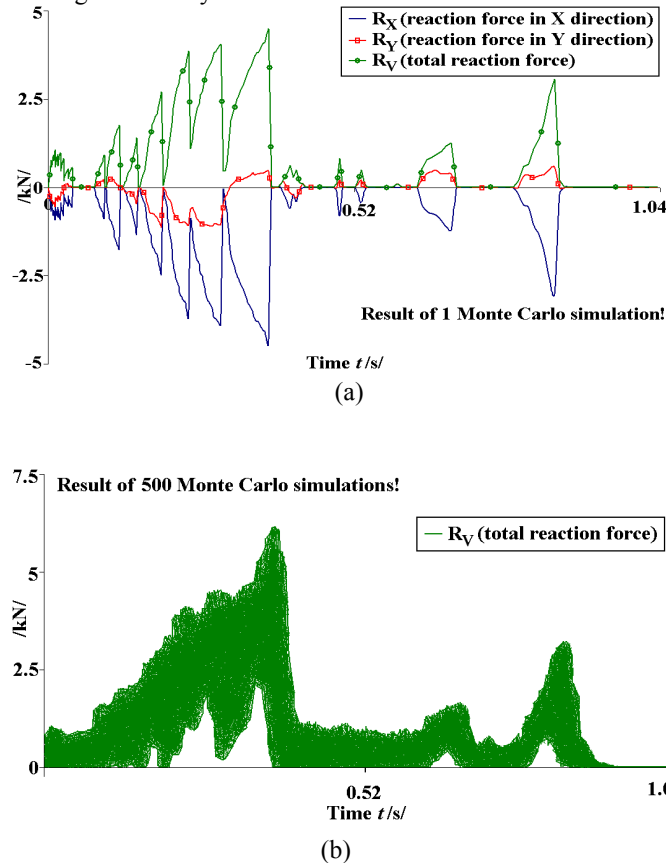 5
R_X (reaction force in X direction)
R_Y (reaction force in Y direction)
R_V (total reaction force)
2.5
/kN/
0
0.52
1.04
-2.5
Result of 1 Monte Carlo simulation!
-5
Time t /s/
(a)
7.5
Result of 500 Monte Carlo simulations!
R_V (total reaction force)
5
/kN/
2.5
0
0.52
1.0
Time t /s/
(b)